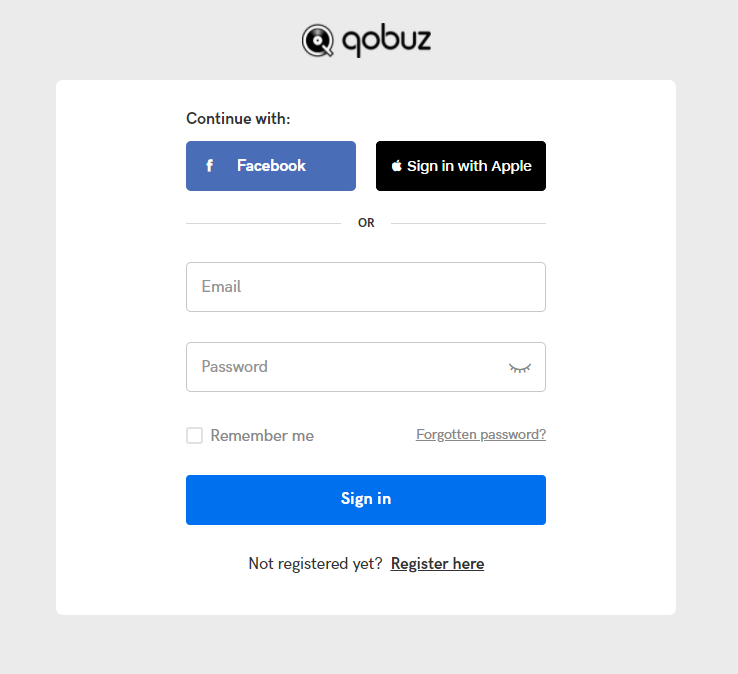 qobuz
Continue with:
f Facebook
Sign in with Apple
OR
Email
Password
Remember me
Forgotten password?
Sign in
Not registered yet? Register here